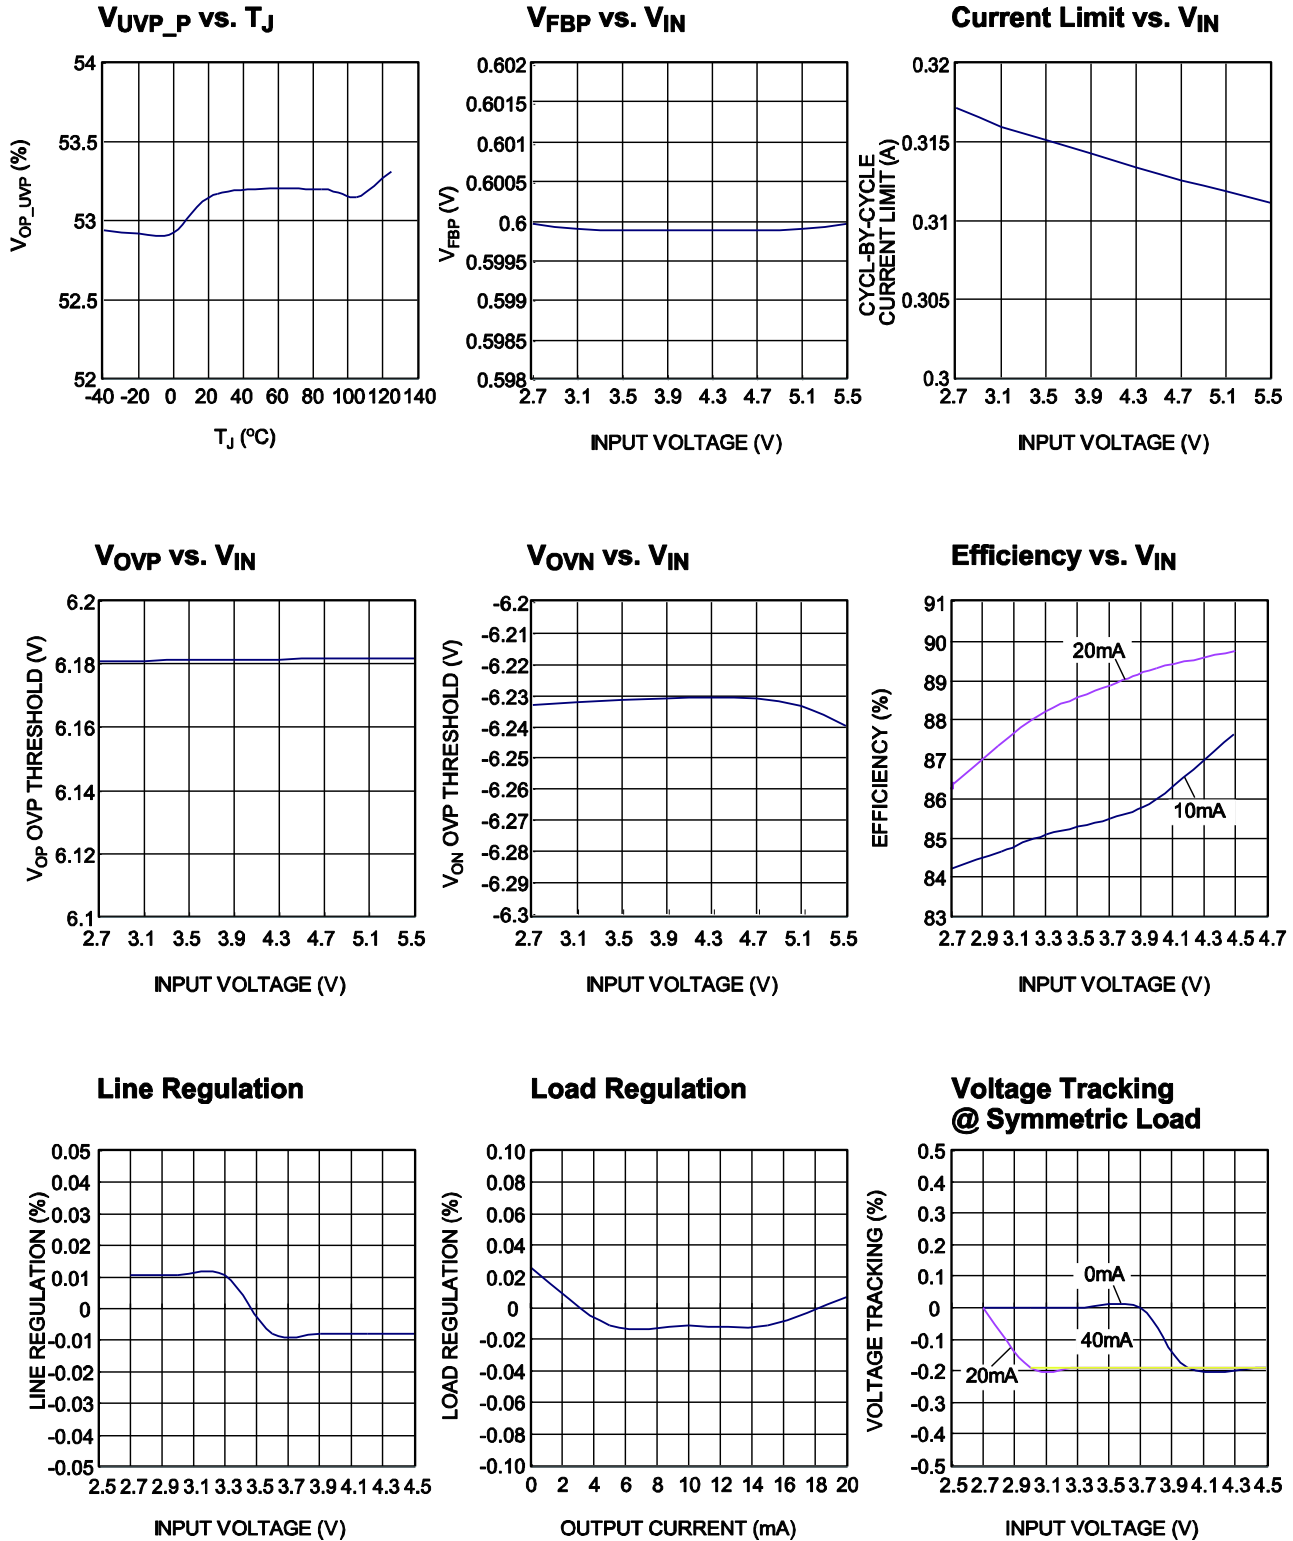 V_UVP_P vs. T_J
V_OP_UVP (%)
54
53.5
53
52.5
52
-40 -20 0 20 40 60 80 100 120 140
T_J (°C)
V_FBP vs. V_IN
V_FBP (V)
0.602
0.6015
0.601
0.6005
0.6
0.5995
0.599
0.5985
0.598
2.7 3.1 3.5 3.9 4.3 4.7 5.1 5.5
INPUT VOLTAGE (V)
Current Limit vs. V_IN
CYCL-BY-CYCLE
CURRENT LIMIT (A)
0.32
0.315
0.31
0.305
0.3
2.7 3.1 3.5 3.9 4.3 4.7 5.1 5.5
INPUT VOLTAGE (V)
V_OVP vs. V_IN
V_OP OVP THRESHOLD (V)
6.2
6.18
6.16
6.14
6.12
6.1
2.7 3.1 3.5 3.9 4.3 4.7 5.1 5.5
INPUT VOLTAGE (V)
V_OVN vs. V_IN
V_ON OVP THRESHOLD (V)
-6.2
-6.21
-6.22
-6.23
-6.24
-6.25
-6.26
-6.27
-6.28
-6.29
-6.3
2.7 3.1 3.5 3.9 4.3 4.7 5.1 5.5
INPUT VOLTAGE (V)
Efficiency vs. V_IN
EFFICIENCY (%)
91
90
89
88
87
86
85
84
83
20mA
10mA
2.7 2.9 3.1 3.3 3.5 3.7 3.9 4.1 4.3 4.5 4.7
INPUT VOLTAGE (V)
Line Regulation
LINE REGULATION (%)
0.05
0.04
0.03
0.02
0.01
0
-0.01
-0.02
-0.03
-0.04
-0.05
2.5 2.7 2.9 3.1 3.3 3.5 3.7 3.9 4.1 4.3 4.5
INPUT VOLTAGE (V)
Load Regulation
LOAD REGULATION (%)
0.10
0.08
0.06
0.04
0.02
0
-0.02
-0.04
-0.06
-0.08
-0.10
0 2 4 6 8 10 12 14 16 18 20
OUTPUT CURRENT (mA)
Voltage Tracking
@ Symmetric Load
VOLTAGE TRACKING (%)
0.5
0.4
0.3
0.2
0.1
0
-0.1
-0.2
-0.3
-0.4
-0.5
0mA
40mA
20mA
2.5 2.7 2.9 3.1 3.3 3.5 3.7 3.9 4.1 4.3 4.5
INPUT VOLTAGE (V)